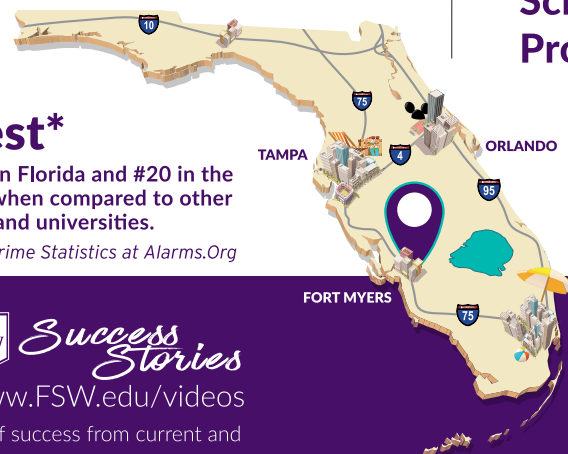 Pro
est*
10
75
TAMPA
ORLANDO
4
n Florida and #20 in the
when compared to other
and universities.
rime Statistics at Alarms.Org
95
FORT MYERS
75
Success
Stories
ww.FSW.edu/videos
f success from current and